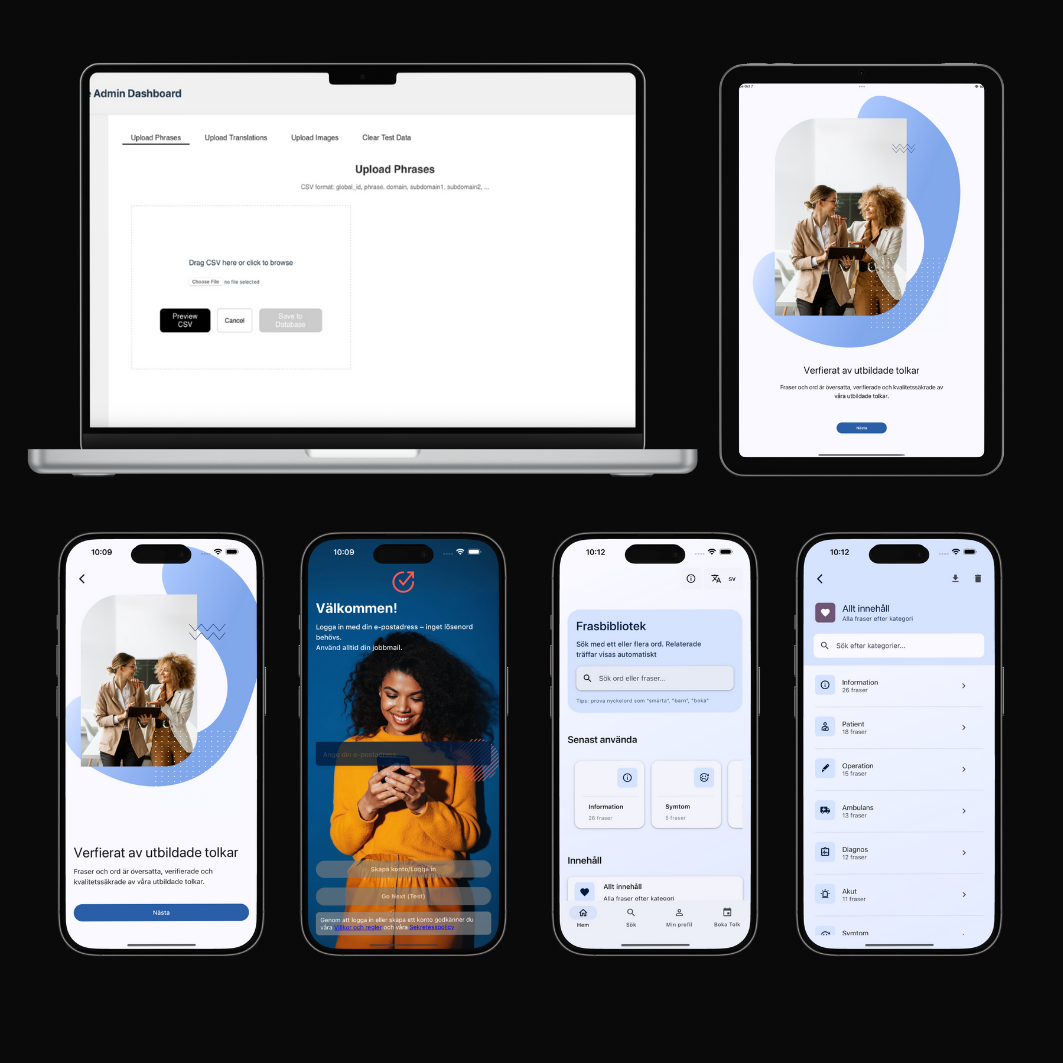 Admin Dashboard
Upload Phrases
Upload Translations
Upload Images
Clear Test Data
Upload Phrases
CSV format: global_id, phrase, domain, subdomain1, subdomain2, ...
Drag CSV here or click to browse
Choose File no file selected
Preview
CSV
Cancel
Save to
Database
Verfierat av utbildade tolkar
Fraser och ord är översatta, verifierade och kvalitetssäkrade av
våra utbildade tolkar.
Nästa
10:09
Verfierat av utbildade tolkar
Fraser och ord är översatta, verifierade och
kvalitetssäkrade av våra utbildade tolkar.
Nästa
10:09
Välkommen!
Logga in med din e-postadress – inget lösenord
behövs.
Använd alltid din jobbmail.
Ange din e-postadress
Skapa konto/Logga in
Go Next (Test)
Genom att logga in eller skapa ett konto godkänner du
våra Villkor och regler och våra Sekretesspolicy
10:12
SV
Frasbibliotek
Sök med ett eller flera ord. Relaterade
träffar visas automatiskt
Sök ord eller fraser...
Tips: prova nyckelord som "smärta", "barn", "boka"
Senast använda
Information
26 fraser
Symtom
5 fraser
Innehåll
Allt innehåll
Alla fraser efter kategori
Hem
Sök
Min profil
Boka Tolk
10:12
Allt innehåll
Alla fraser efter kategori
Sök efter kategorier...
Information
26 fraser
Patient
18 fraser
Operation
15 fraser
Ambulans
13 fraser
Diagnos
12 fraser
Akut
11 fraser
Symtom